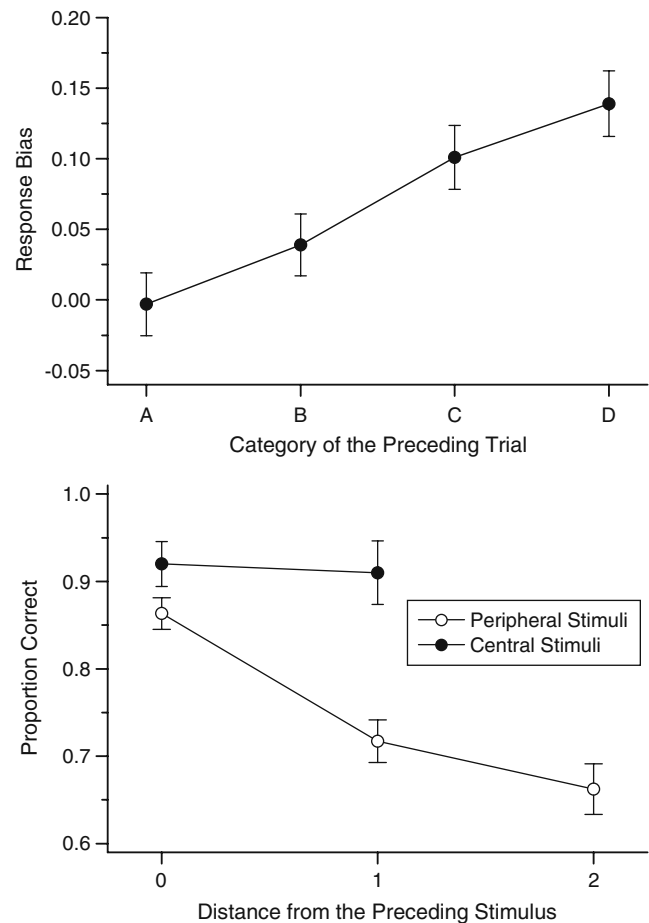 0.20
0.15
0.10
0.05
0.00
-0.05
Response Bias
A B C D
Category of the Preceding Trial
1.0
0.9
0.8
0.7
0.6
Proportion Correct
Peripheral Stimuli
Central Stimuli
0 1 2
Distance from the Preceding Stimulus